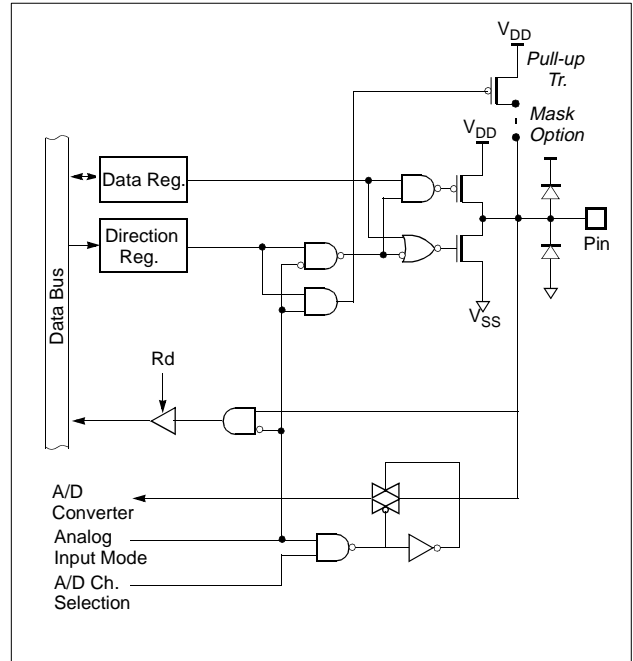 VDD
Pull-up
Tr.
Mask
Option
VDD
Data Reg.
Direction
Reg.
Pin
Data Bus
VSS
Rd
A/D
Converter
Analog
Input Mode
A/D Ch.
Selection